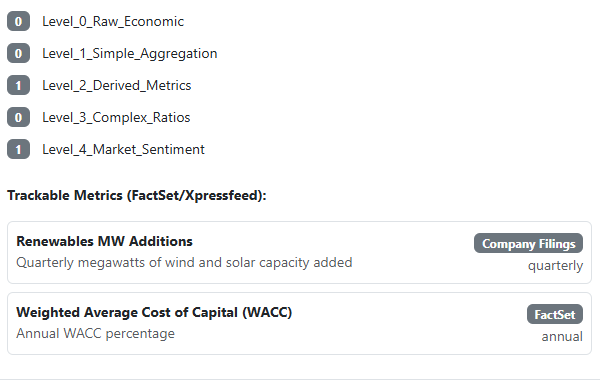 0 Level_0_Raw_Economic
0 Level_1_Simple_Aggregation
1 Level_2_Derived_Metrics
0 Level_3_Complex_Ratios
1 Level_4_Market_Sentiment
Trackable Metrics (FactSet/Xpressfeed):
Renewables MW Additions Company Filings
Quarterly megawatts of wind and solar capacity added quarterly
Weighted Average Cost of Capital (WACC) FactSet
Annual WACC percentage annual